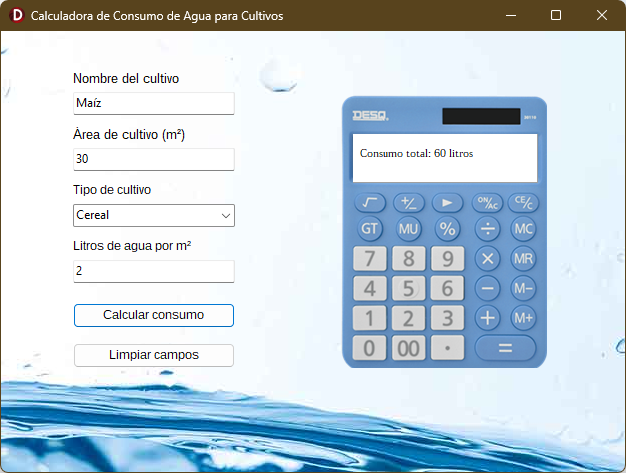 Calculadora de Consumo de Agua para Cultivos
Nombre del cultivo
Maíz
Área de cultivo (m²)
30
Tipo de cultivo
Cereal
Litros de agua por m²
2
Calcular consumo
Limpiar campos
DESQ
Consumo total: 60 litros
√ +/- ▶ ON/AC CE/C
GT MU % ÷ MC
7 8 9 × MR
4 5 6 − M−
1 2 3 + M+
0 00 · =